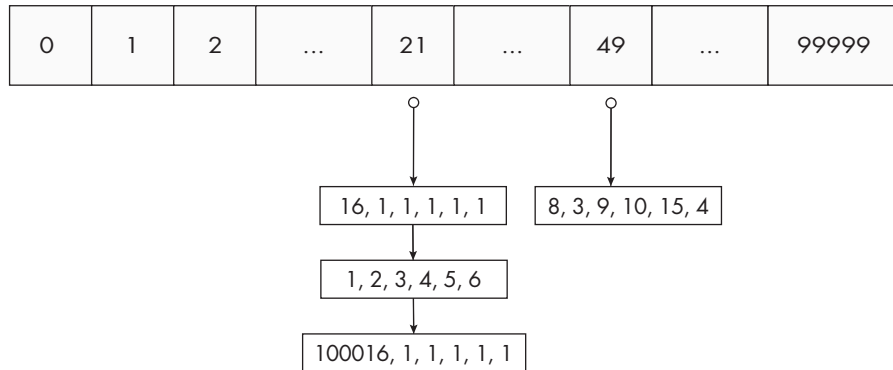 0 1 2 ... 21 ... 49 ... 99999
16, 1, 1, 1, 1, 1 8, 3, 9, 10, 15, 4
1, 2, 3, 4, 5, 6
100016, 1, 1, 1, 1, 1